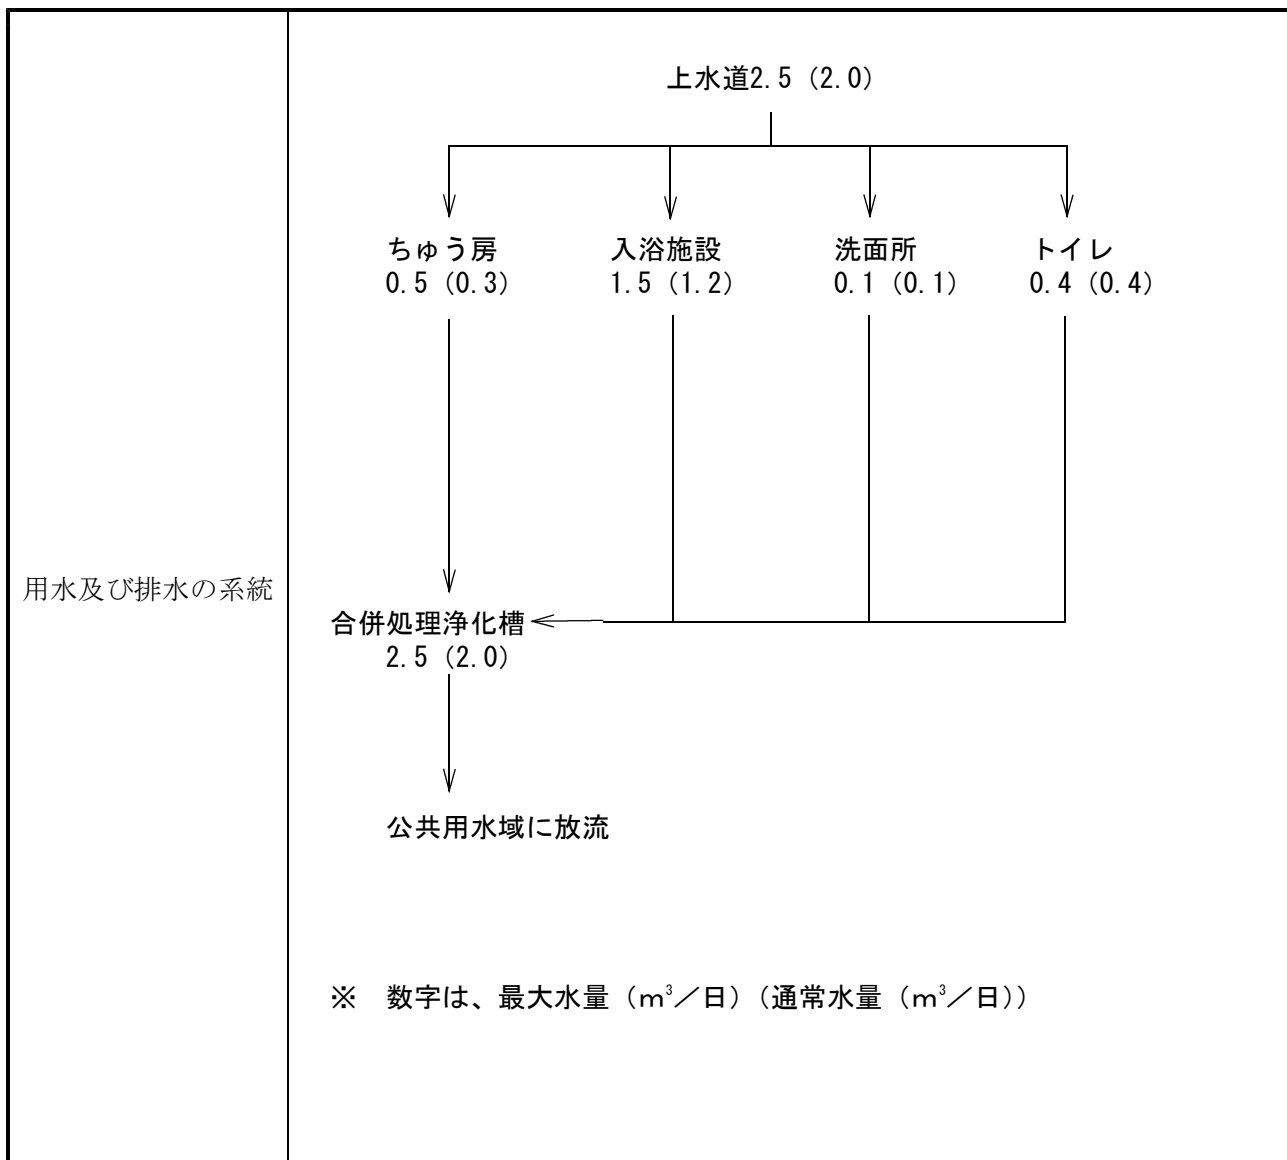 上水道2.5（2.0）
ちゅう房
0.5（0.3）
入浴施設
1.5（1.2）
洗面所
0.1（0.1）
トイレ
0.4（0.4）
用水及び排水の系統
合併処理浄化槽
2.5（2.0）
公共用水域に放流
※　数字は、最大水量（m³／日）（通常水量（m³／日））